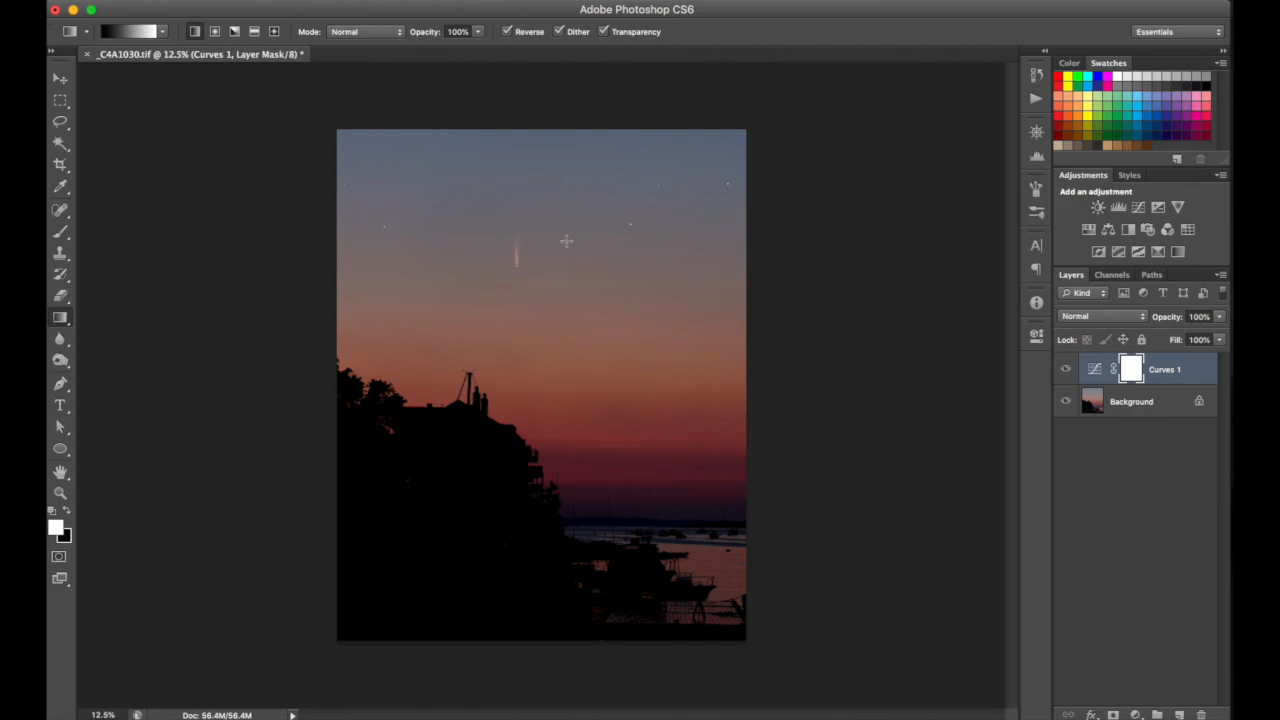 Adobe Photoshop CS6
Mode: Normal Opacity: 100% Reverse Dither Transparency Essentials
_C4A1030.tif @ 12.5% (Curves 1, Layer Mask/8) *
Color Swatches
Adjustments Styles
Add an adjustment
Layers Channels Paths
Kind
Normal Opacity: 100%
Lock: Fill: 100%
Curves 1
Background
12.5% Doc: 56.4M/56.4M